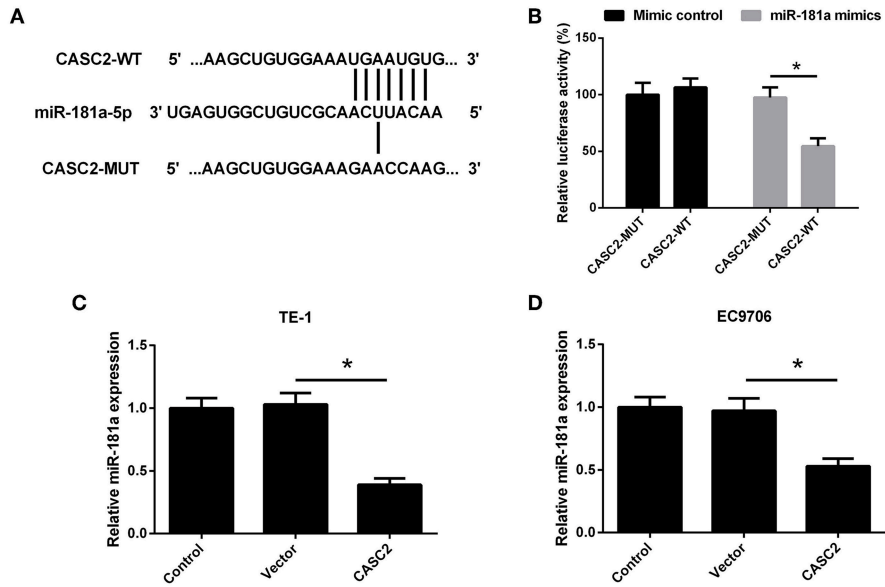 A
CASC2-WT 5' ...AAGCUGUGGAAAUGAAUGUG... 3'
miR-181a-5p 3' UGAGUGGCUGUCGCAACUUACAA 5'
CASC2-MUT 5' ...AAGCUGUGGAAAGAACCAAG... 3'
B
Mimic control miR-181a mimics
Relative luciferase activity (%)
150
100
50
0
*
CASC2-MUT CASC2-WT CASC2-MUT CASC2-WT
C
TE-1
Relative miR-181a expression
1.5
1.0
0.5
0.0
*
Control Vector CASC2
D
EC9706
Relative miR-181a expression
1.5
1.0
0.5
0.0
*
Control Vector CASC2